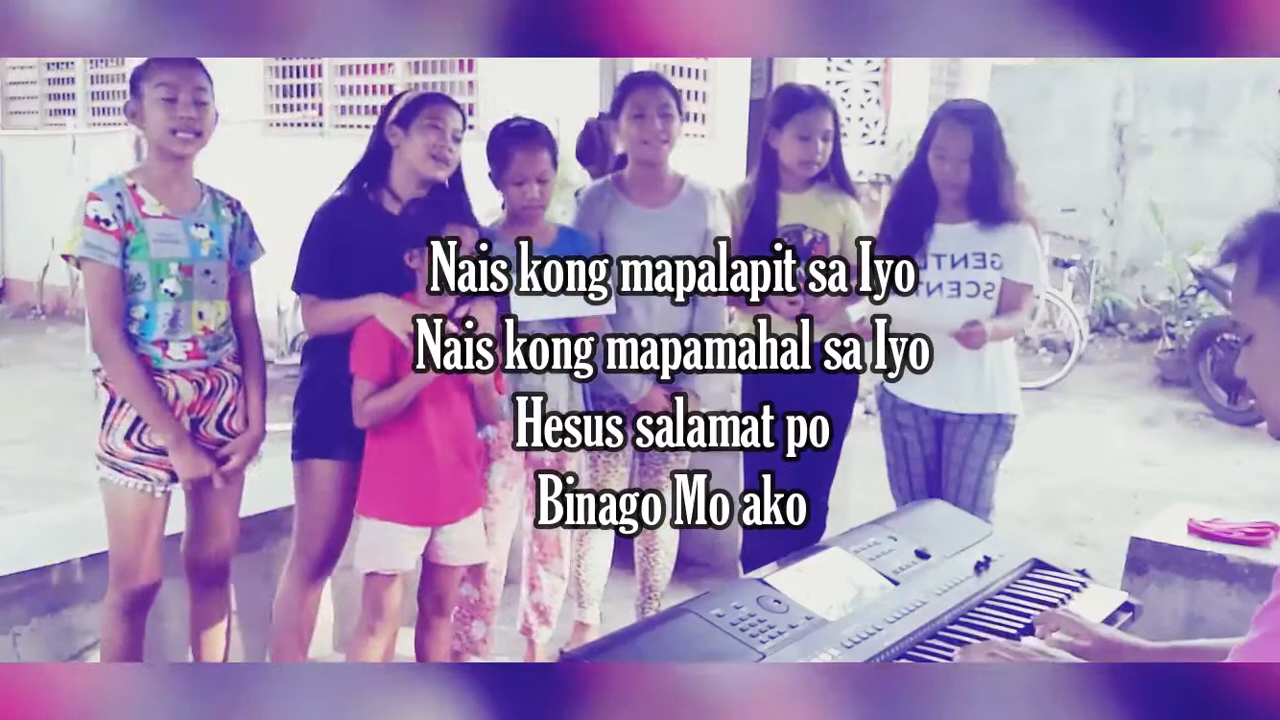 Nais kong mapalapit sa Iyo
Nais kong mapamahal sa Iyo
Hesus salamat po
Binago Mo ako